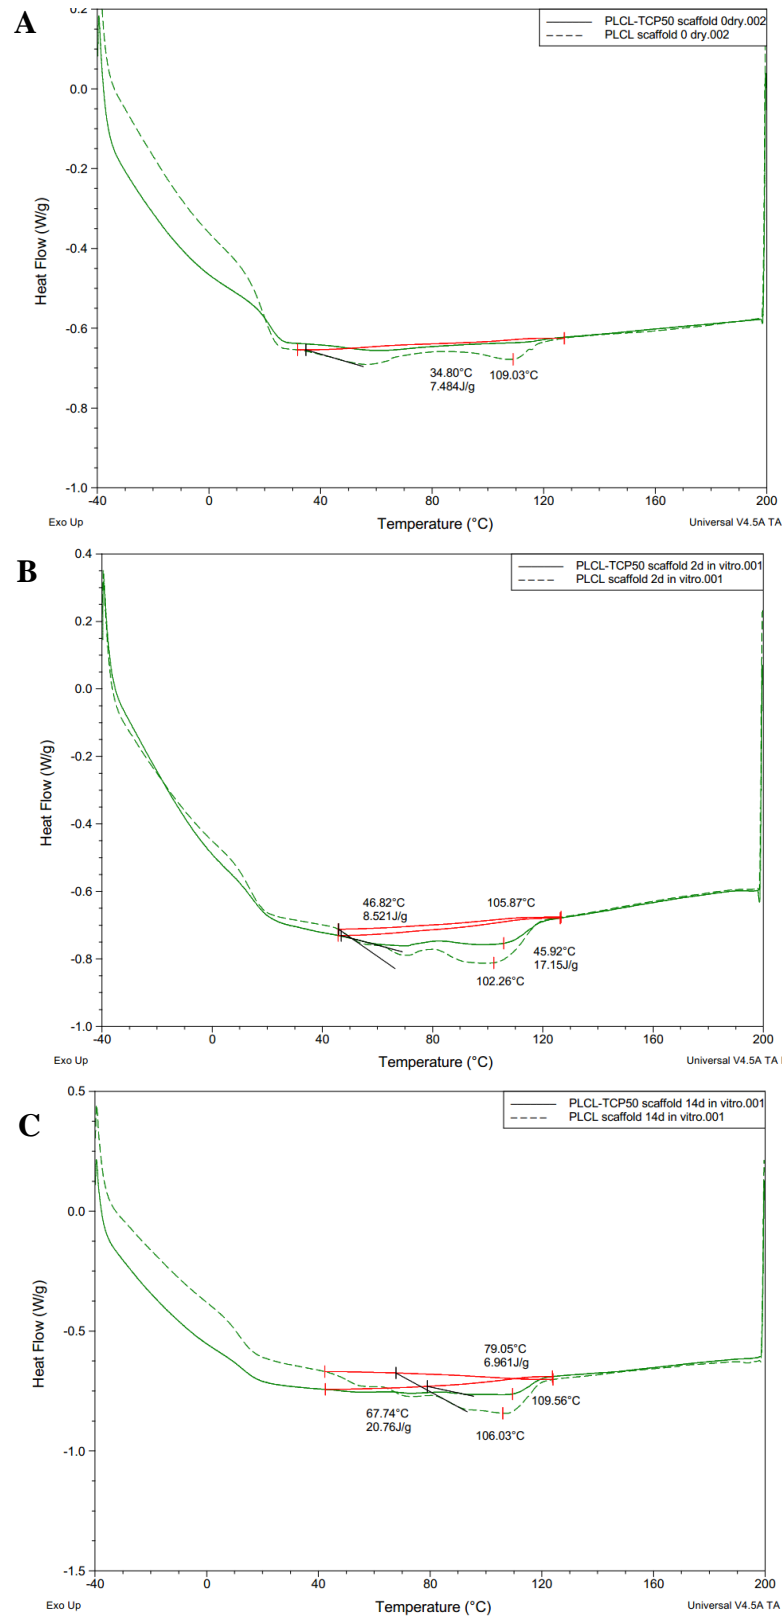 A
PLCL-TCP50 scaffold 0dry.002
PLCL scaffold 0 dry.002
0.2
0.0
-0.2
-0.4
-0.6
-0.8
-1.0
Heat Flow (W/g)
34.80°C
7.484J/g
109.03°C
-40
0
40
80
120
160
200
Exo Up
Temperature (°C)
Universal V4.5A TA
B
PLCL-TCP50 scaffold 2d in vitro.001
PLCL scaffold 2d in vitro.001
0.4
0.2
0.0
-0.2
-0.4
-0.6
-0.8
-1.0
Heat Flow (W/g)
46.82°C
8.521J/g
105.87°C
45.92°C
17.15J/g
102.26°C
-40
0
40
80
120
160
200
Exo Up
Temperature (°C)
Universal V4.5A TA
C
PLCL-TCP50 scaffold 14d in vitro.001
PLCL scaffold 14d in vitro.001
0.5
0.0
-0.5
-1.0
-1.5
Heat Flow (W/g)
79.05°C
6.961J/g
109.56°C
67.74°C
20.76J/g
106.03°C
-40
0
40
80
120
160
200
Exo Up
Temperature (°C)
Universal V4.5A TA